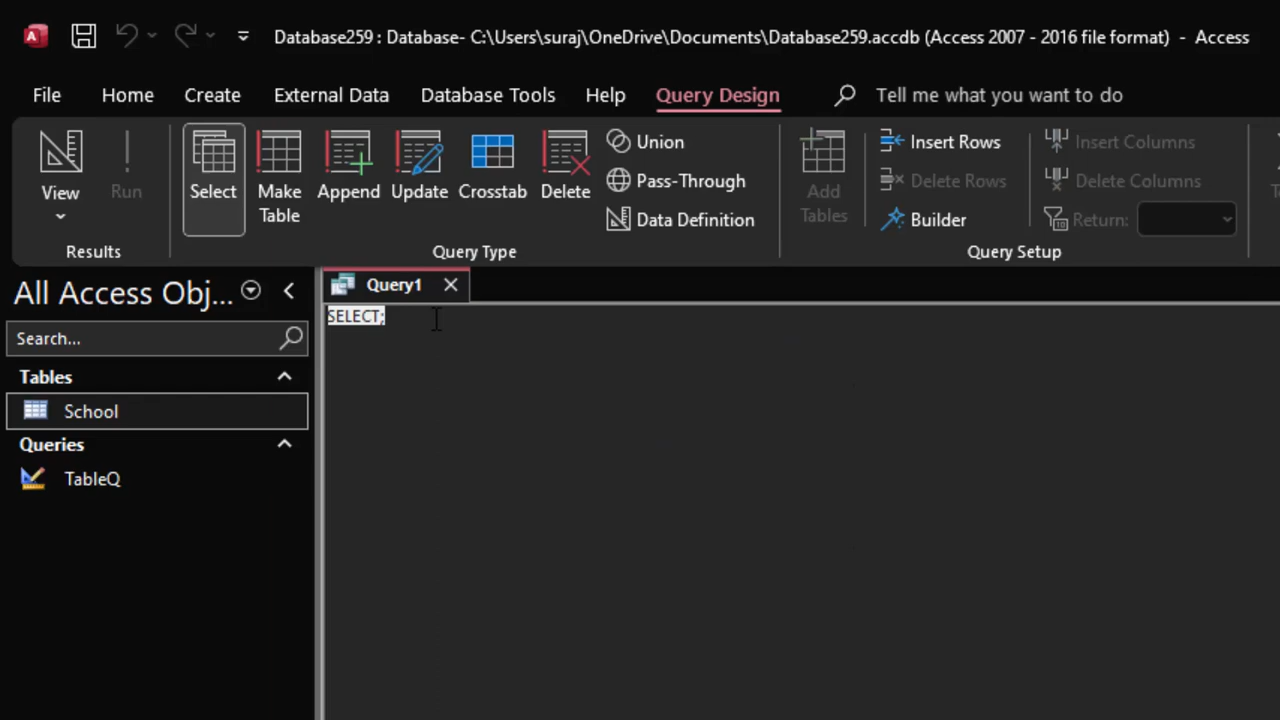 Database259 : Database- C:\Users\suraj\OneDrive\Documents\Database259.accdb (Access 2007 - 2016 file format) - Access
File Home Create External Data Database Tools Help Query Design Tell me what you want to do
View Run Select Make Table Append Update Crosstab Delete
Union
Pass-Through
Data Definition
Add Tables
Insert Rows
Delete Rows
Builder
Insert Columns
Delete Columns
Return:
Results Query Type Query Setup
All Access Obj...
Search...
Tables
School
Queries
TableQ
Query1
SELECT;